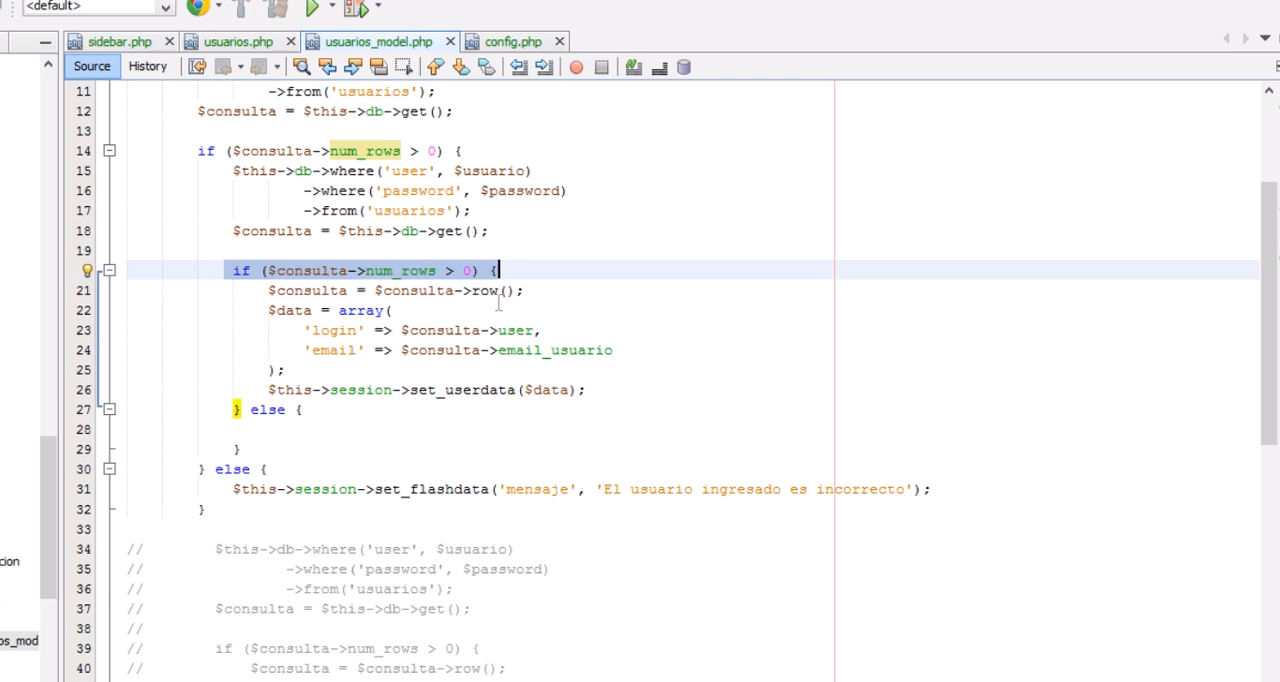 <default>
sidebar.php usuarios.php usuarios_model.php config.php
Source History
11 ->from('usuarios');
12 $consulta = $this->db->get();
13
14 if ($consulta->num_rows > 0) {
15 $this->db->where('user', $usuario)
16 ->where('password', $password)
17 ->from('usuarios');
18 $consulta = $this->db->get();
19
if ($consulta->num_rows > 0) {
21 $consulta = $consulta->row();
22 $data = array(
23 'login' => $consulta->user,
24 'email' => $consulta->email_usuario
25 );
26 $this->session->set_userdata($data);
27 } else {
28
29 }
30 } else {
31 $this->session->set_flashdata('mensaje', 'El usuario ingresado es incorrecto');
32 }
33
34 // $this->db->where('user', $usuario)
35 // ->where('password', $password)
36 // ->from('usuarios');
37 // $consulta = $this->db->get();
38 //
39 // if ($consulta->num_rows > 0) {
40 // $consulta = $consulta->row();
cion
os_mod